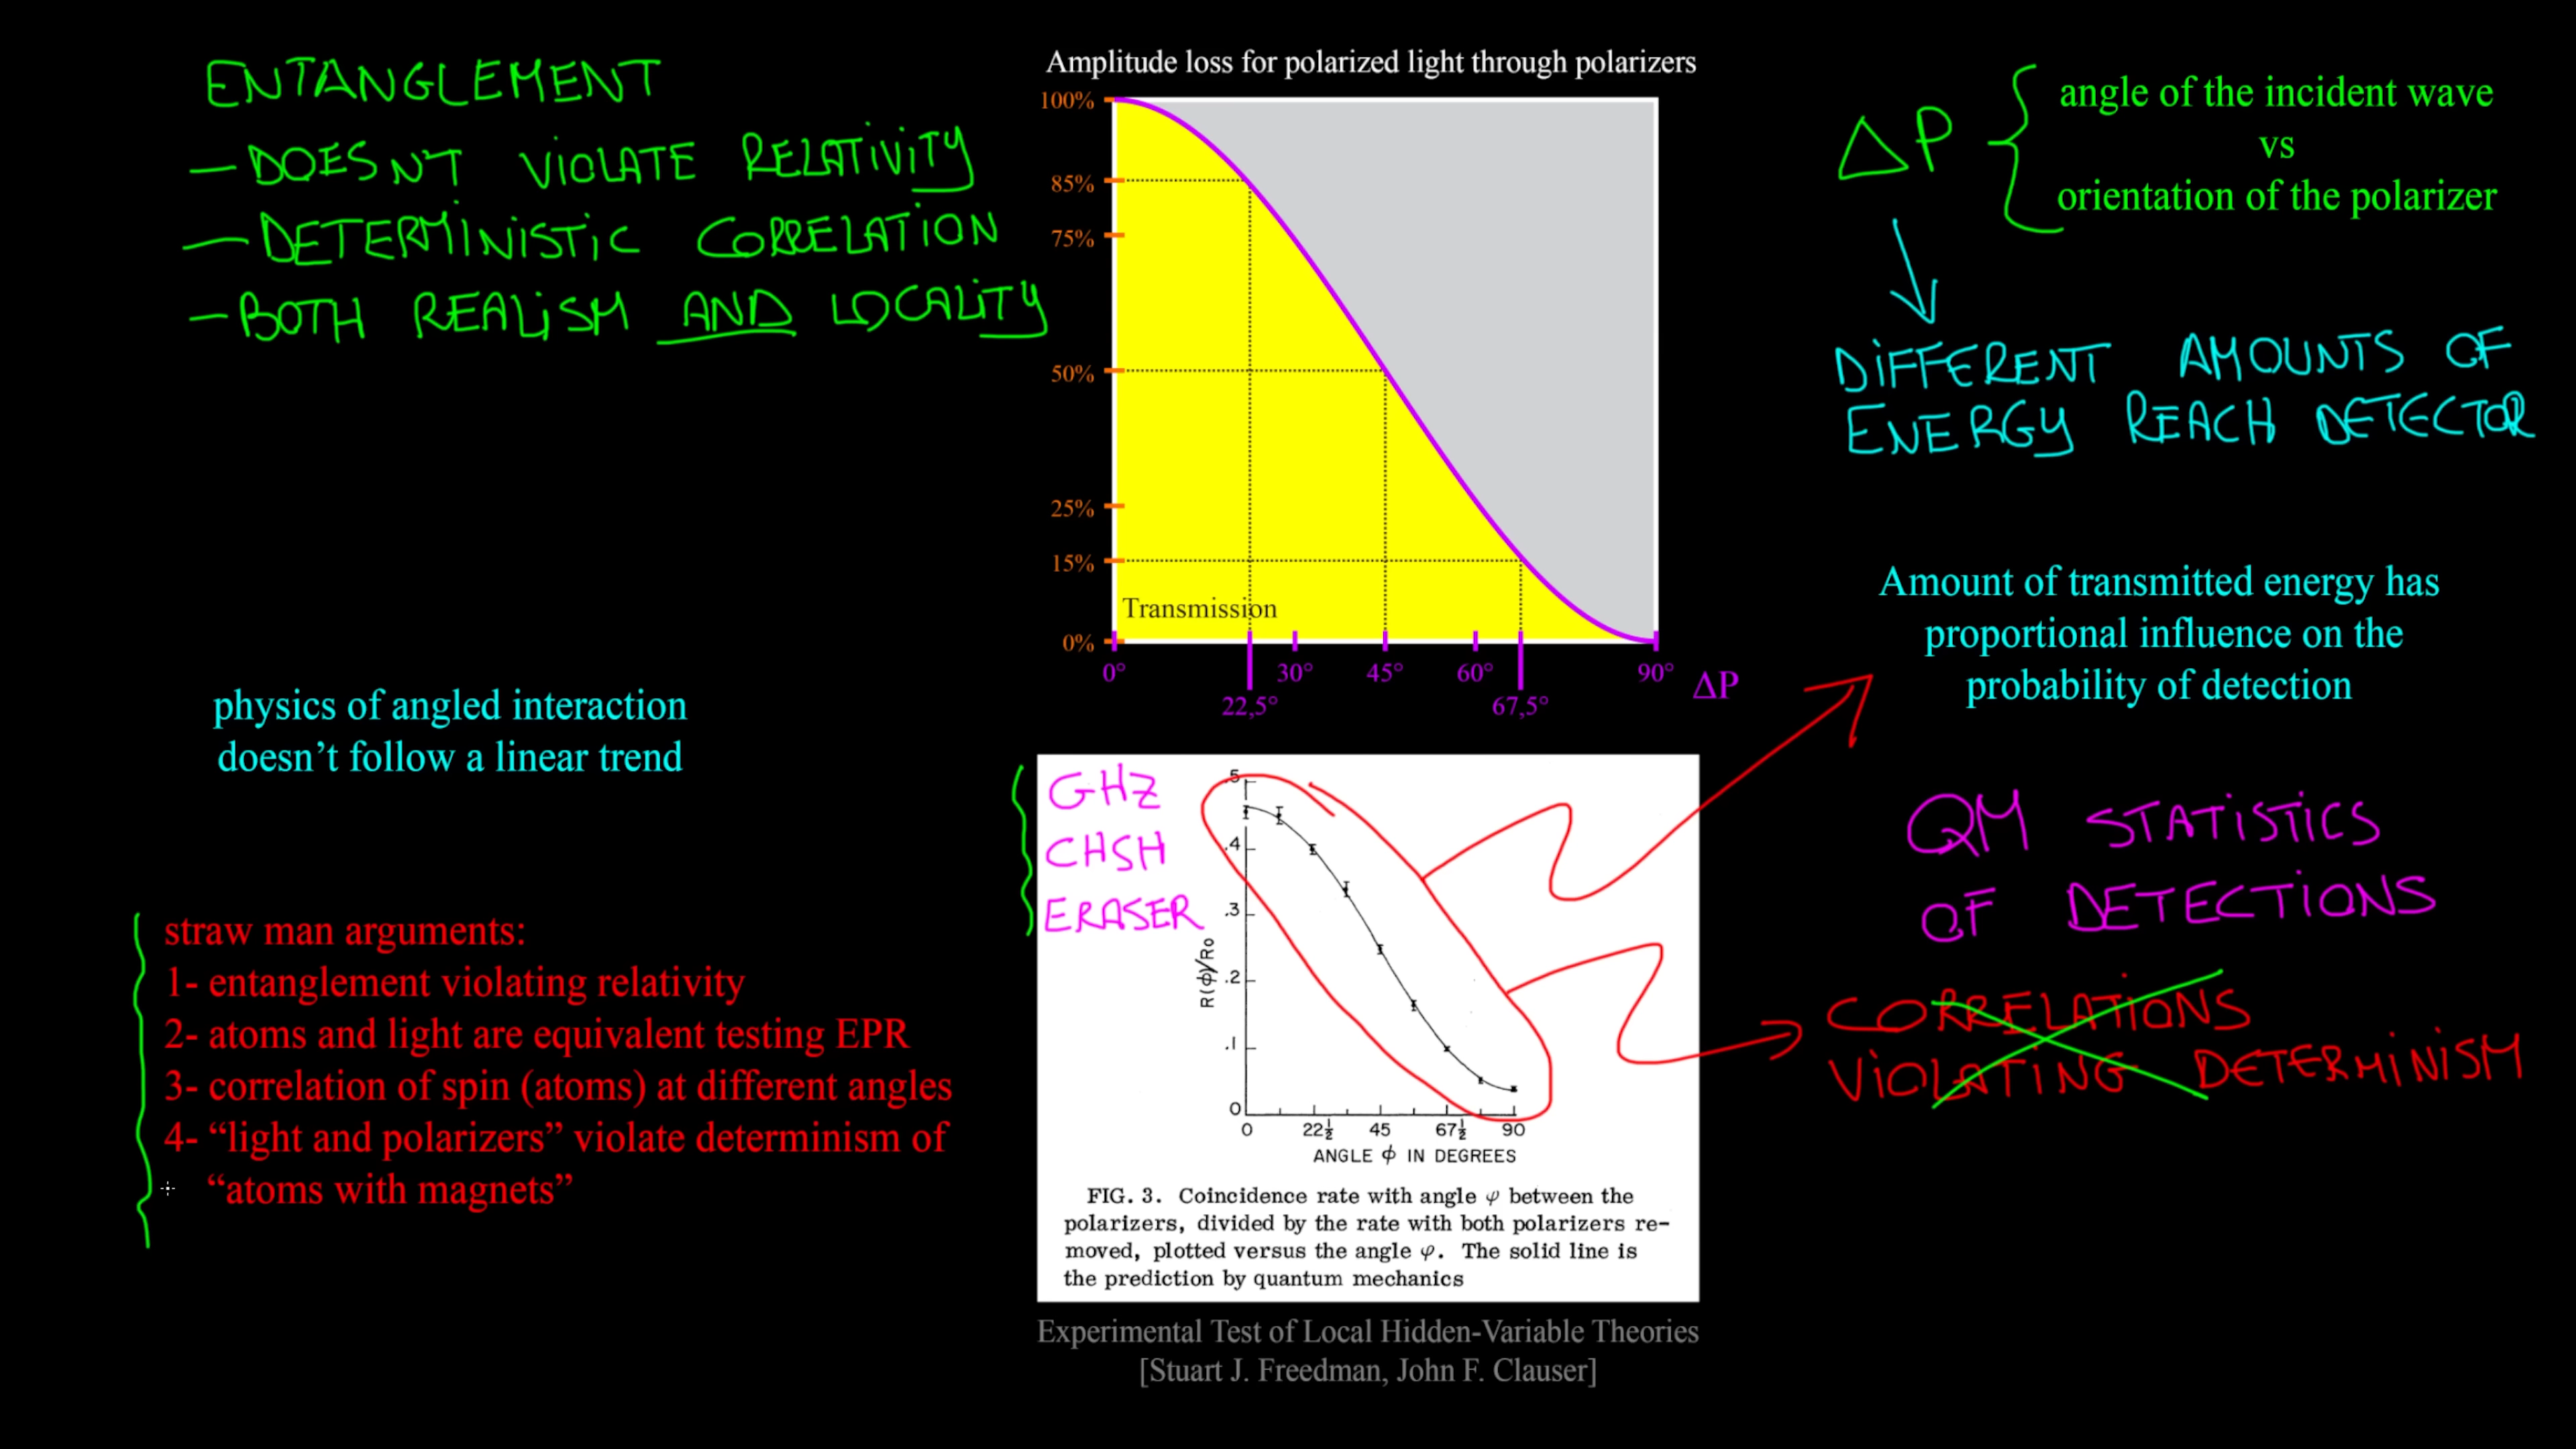 ENTANGLEMENT
– DOESN'T VIOLATE RELATIVITY
– DETERMINISTIC CORRELATION
– BOTH REALISM AND LOCALITY
physics of angled interaction
doesn’t follow a linear trend
straw man arguments:
1- entanglement violating relativity
2- atoms and light are equivalent testing EPR
3- correlation of spin (atoms) at different angles
4- “light and polarizers” violate determinism of
“atoms with magnets”
Amplitude loss for polarized light through polarizers
100%
85%
75%
50%
25%
15%
0%
Transmission
0° 30° 45° 60° 90° ΔP
22,5° 67,5°
GHZ
CHSH
ERASER
.5
.4
.3
.2
.1
0
R(ϕ)/R0
0 22½ 45 67½ 90
ANGLE ϕ IN DEGREES
FIG. 3. Coincidence rate with angle φ between the
polarizers, divided by the rate with both polarizers re-
moved, plotted versus the angle φ. The solid line is
the prediction by quantum mechanics
Experimental Test of Local Hidden-Variable Theories
[Stuart J. Freedman, John F. Clauser]
ΔP
angle of the incident wave
vs
orientation of the polarizer
DIFFERENT AMOUNTS OF
ENERGY REACH DETECTOR
Amount of transmitted energy has
proportional influence on the
probability of detection
QM STATISTICS
OF DETECTIONS
CORRELATIONS
VIOLATING DETERMINISM